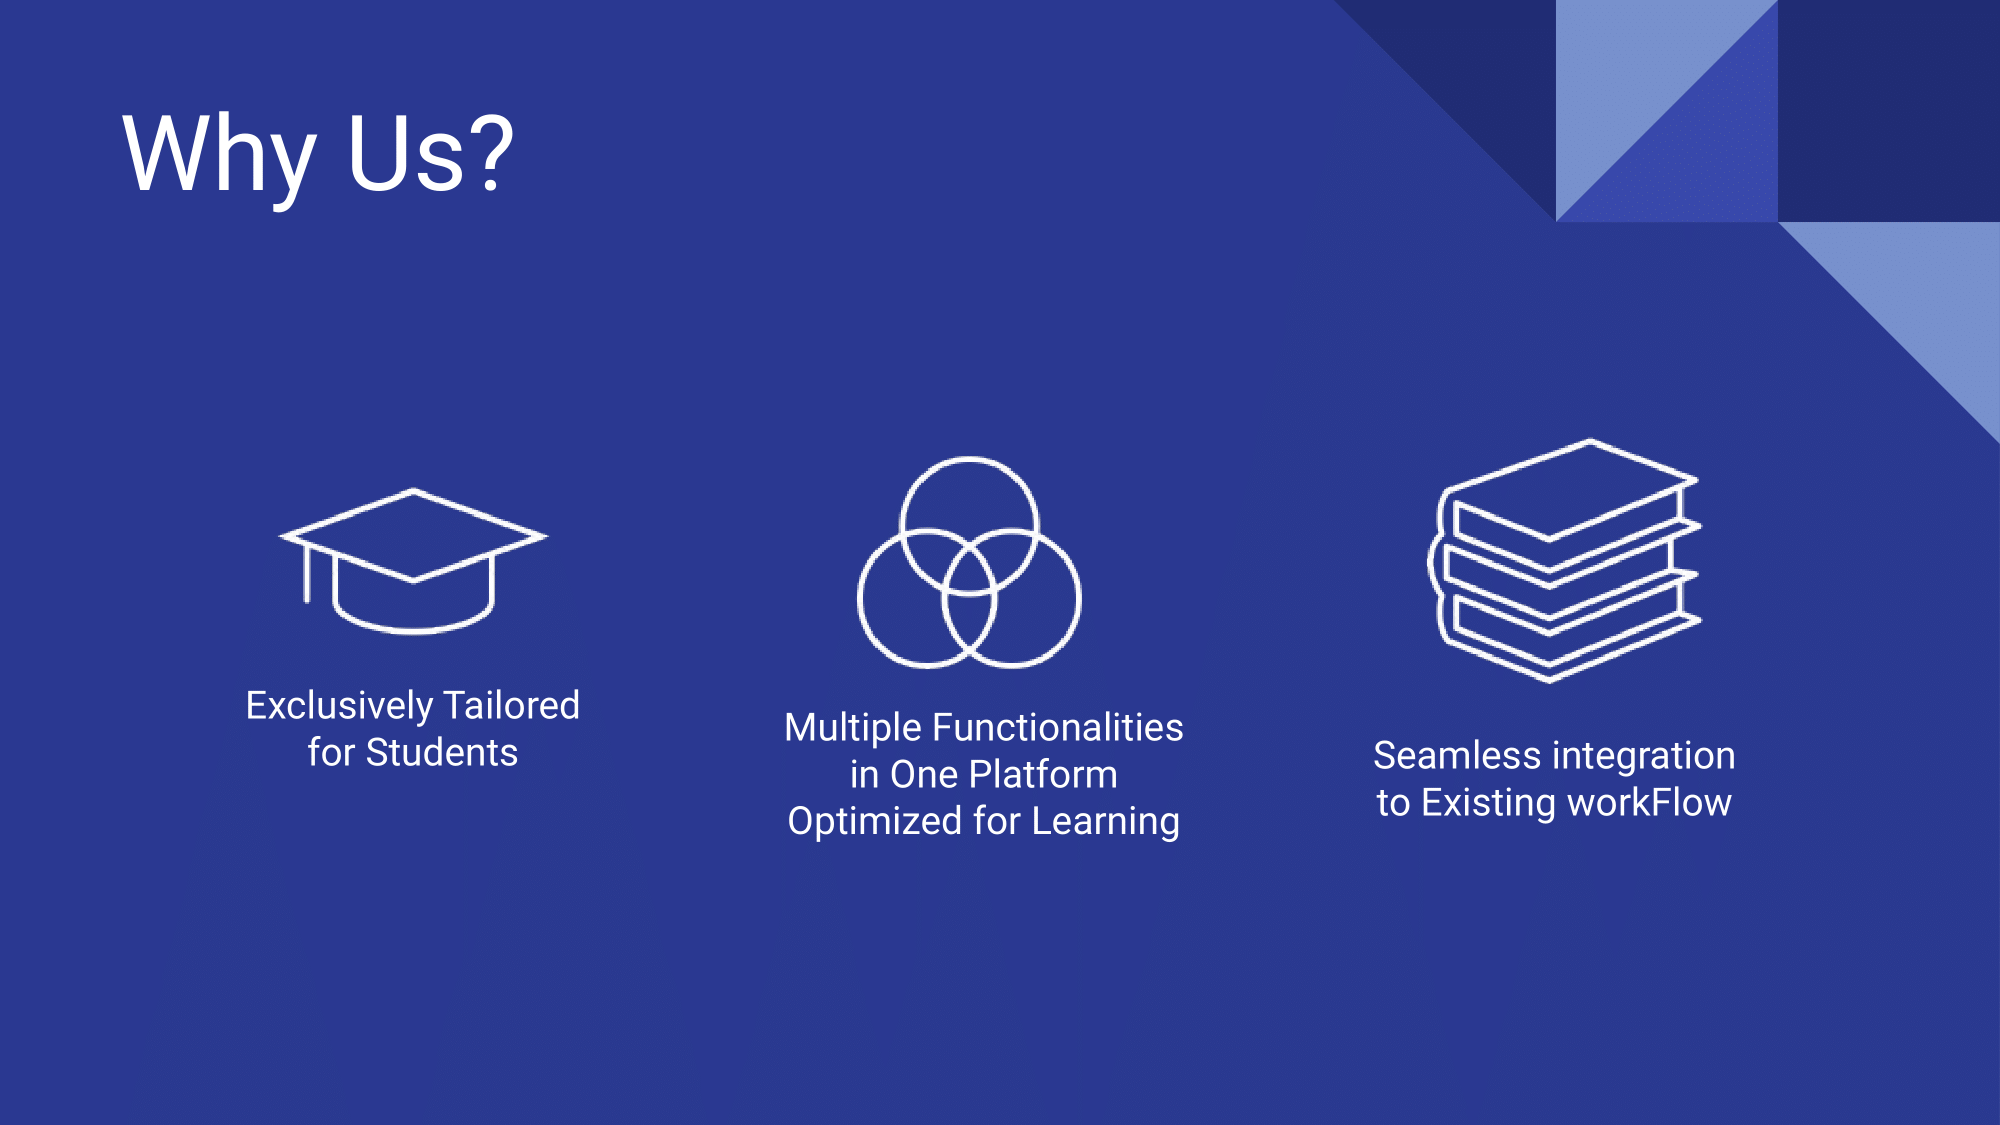 Why Us?
Exclusively Tailored
for Students
Multiple Functionalities
in One Platform
Optimized for Learning
Seamless integration
to Existing workFlow